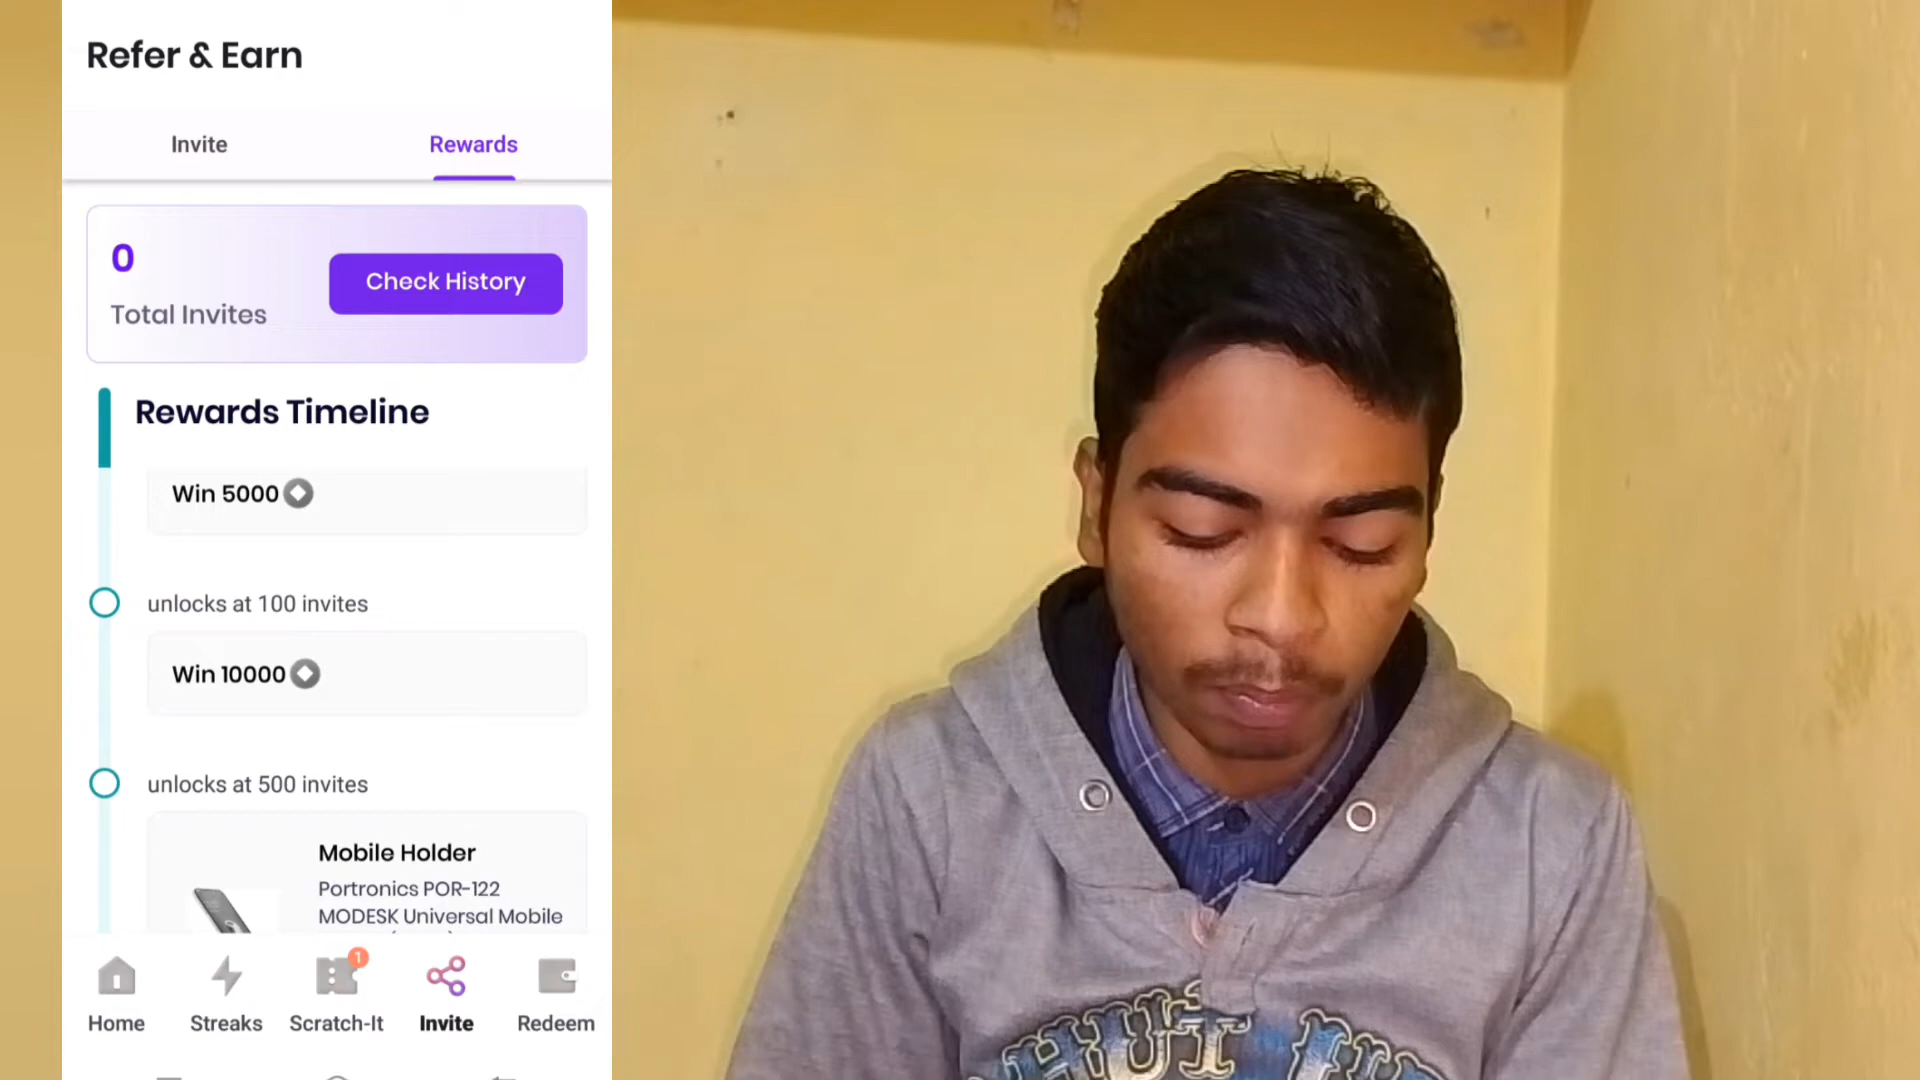 Refer & Earn
Invite
Rewards
0
Total Invites
Check History
Rewards Timeline
Win 5000
unlocks at 100 invites
Win 10000
unlocks at 500 invites
Mobile Holder
Portronics POR-122
MODESK Universal Mobile
1
Home
Streaks
Scratch-It
Invite
Redeem